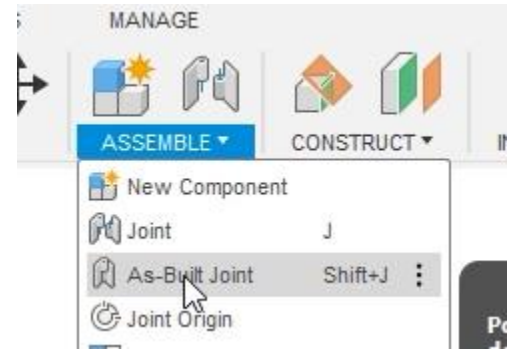 MANAGE
ASSEMBLE CONSTRUCT
New Component
Joint J
As-Built Joint Shift+J
Joint Origin